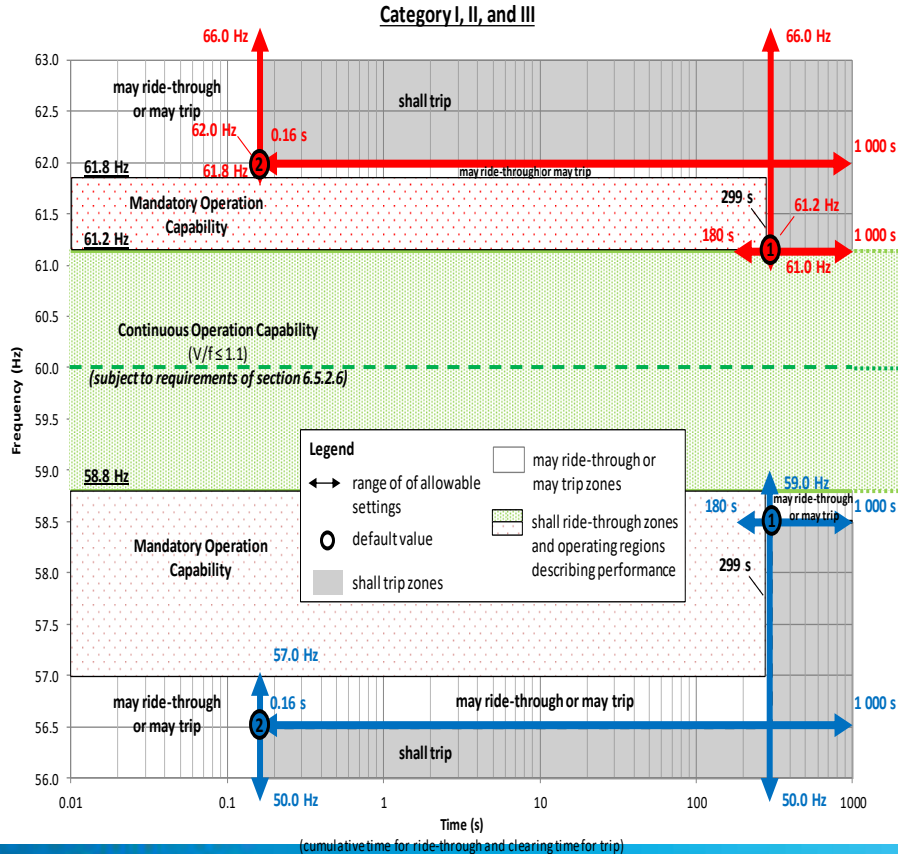 Category I, II, and III
66.0 Hz
66.0 Hz
63.0
may ride-through
or may trip
shall trip
62.5
62.0 Hz
0.16 s
62.0
2
1 000 s
61.8 Hz
61.8 Hz
may ride-through or may trip
Mandatory Operation
Capability
299 s
61.2 Hz
61.5
61.2 Hz
180 s
1
1 000 s
61.0
61.0 Hz
60.5
Continuous Operation Capability
(V/f ≤ 1.1)
60.0
(subject to requirements of section 6.5.2.6)
Frequency (Hz)
59.5
59.0
58.8 Hz
Legend
range of of allowable
settings
default value
shall trip zones
may ride-through or
may trip zones
shall ride-through zones
and operating regions
describing performance
59.0 Hz
may ride-through
or may trip
58.5
180 s
1
1 000 s
Mandatory Operation
Capability
299 s
58.0
57.5
57.0 Hz
57.0
may ride-through
or may trip
0.16 s
may ride-through or may trip
1 000 s
56.5
2
shall trip
56.0
50.0 Hz
50.0 Hz
0.01
0.1
1
10
100
1000
Time (s)
(cumulative time for ride-through and clearing time for trip)